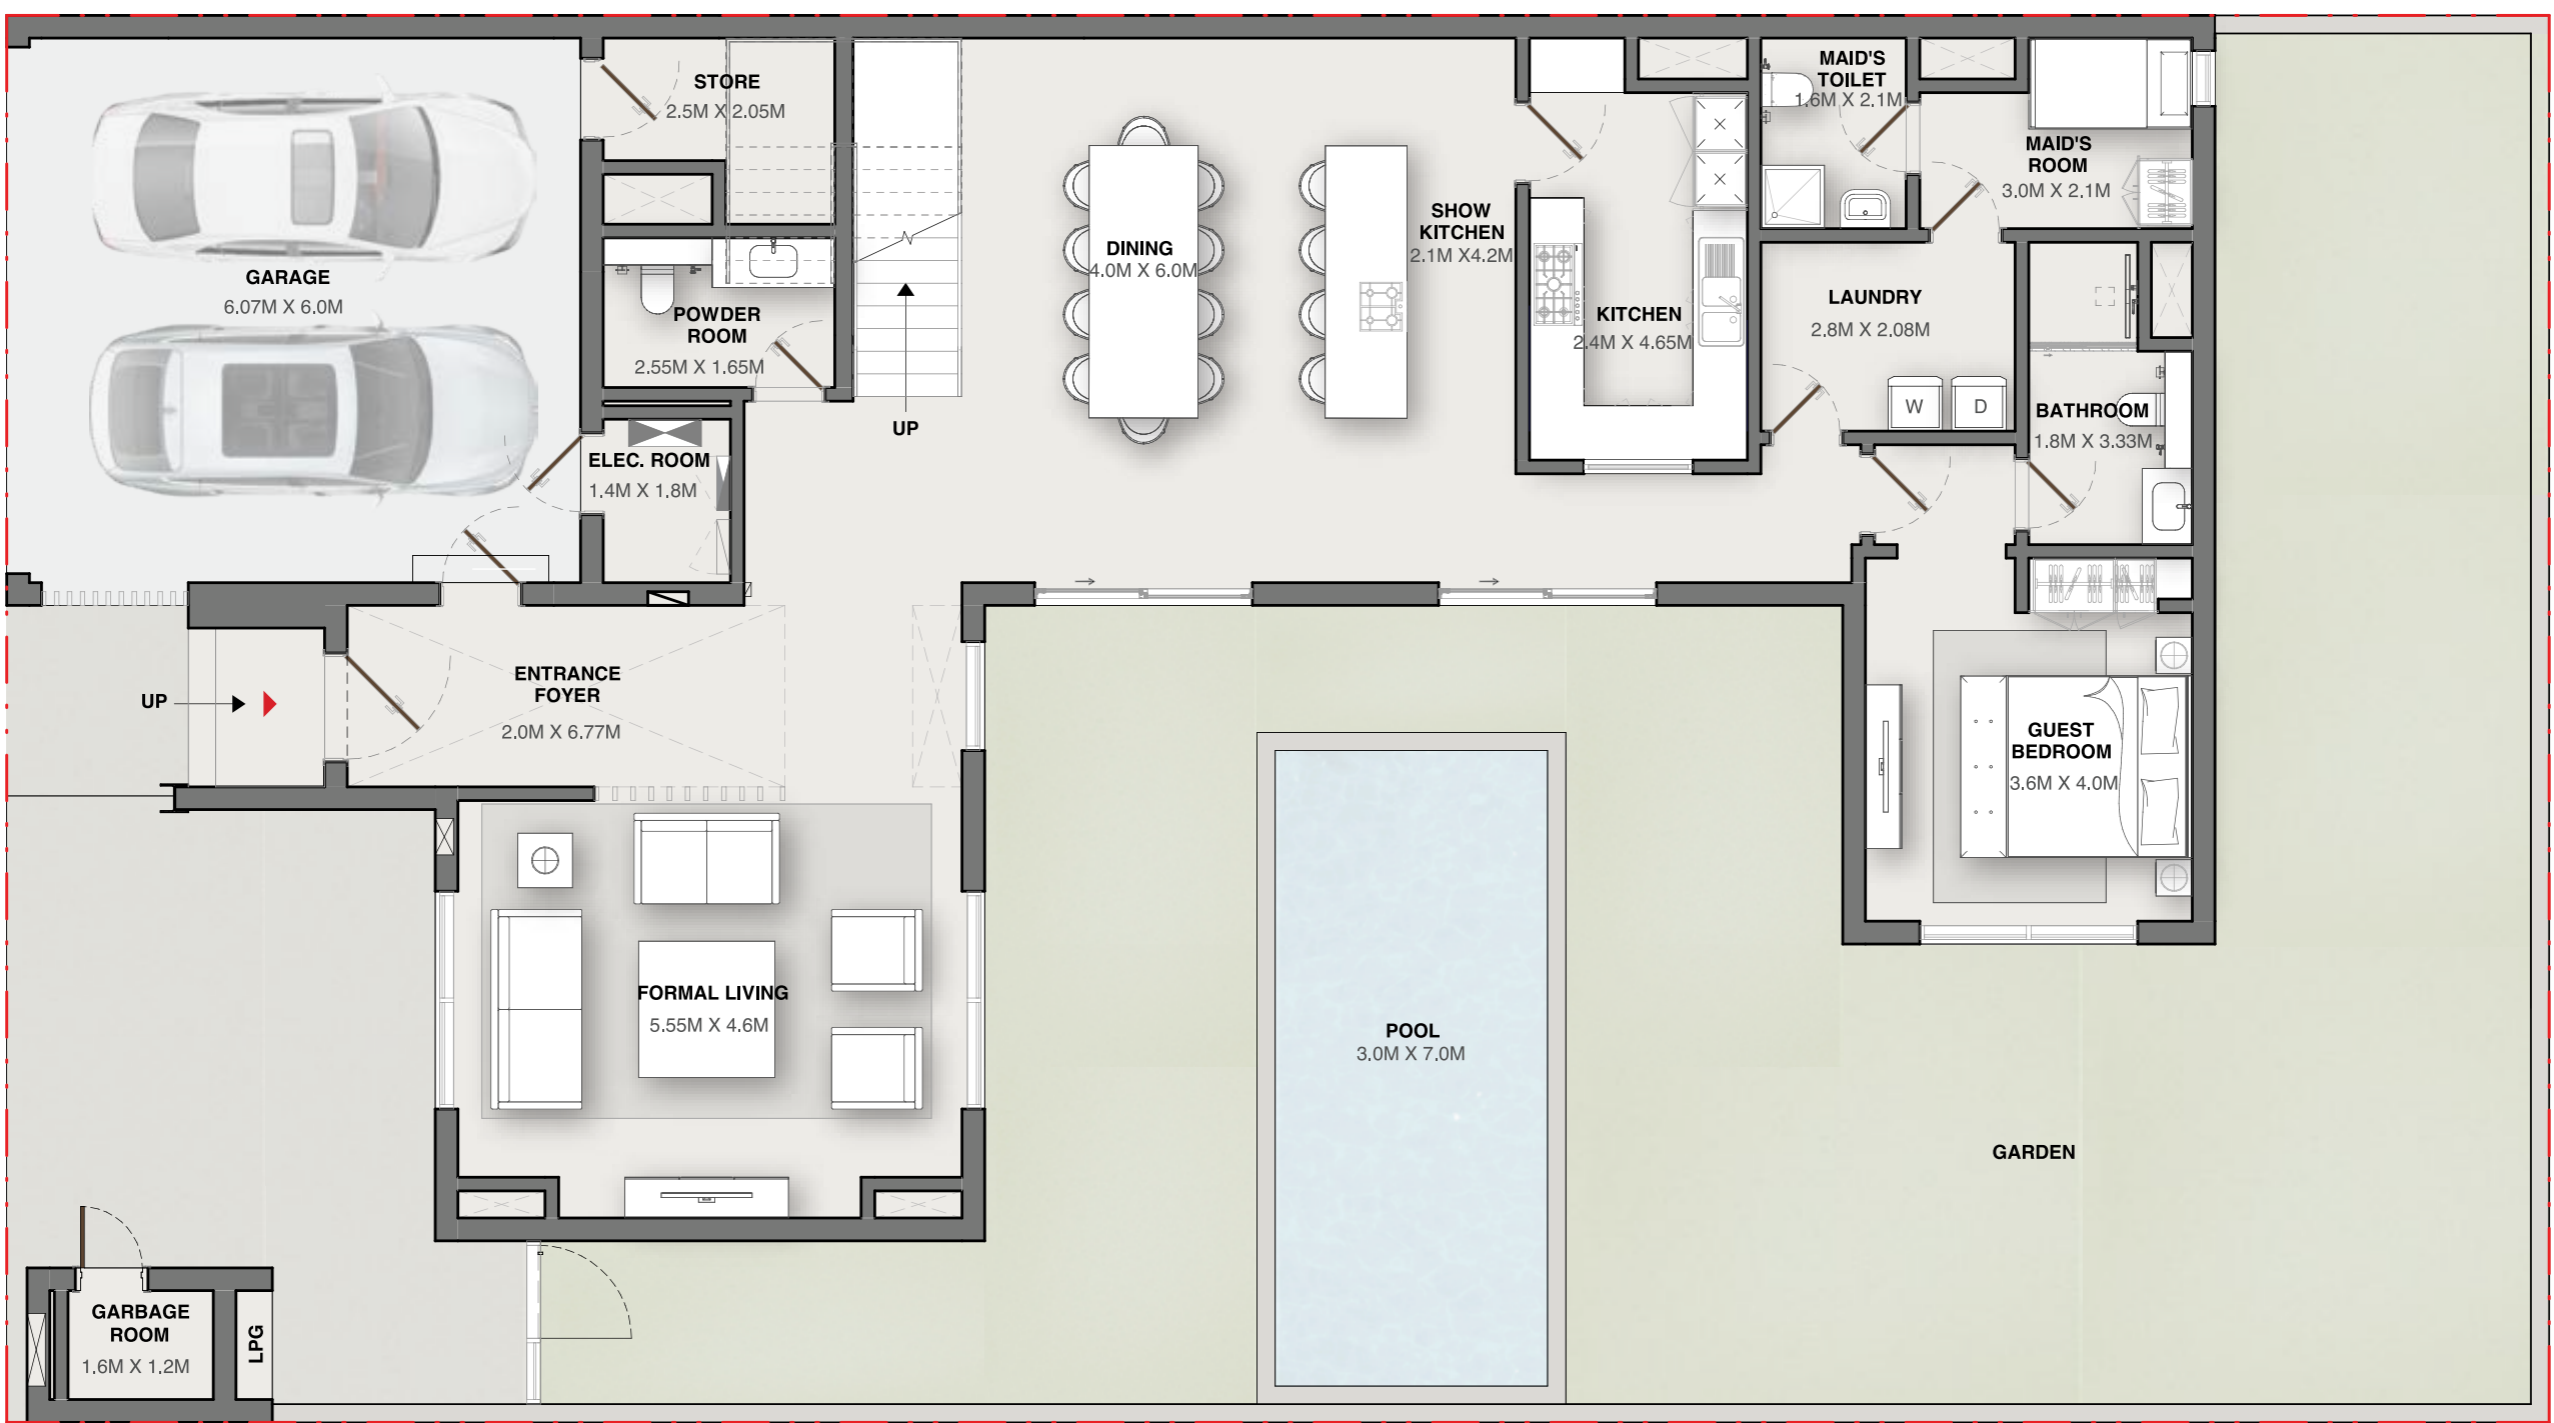 STORE
2.5M X 2.05M
MAID'S
TOILET
1.6M X 2.1M
MAID'S
ROOM
3.0M X 2.1M
SHOW
KITCHEN
2.1M X4.2M
DINING
4.0M X 6.0M
GARAGE
6.07M X 6.0M
POWDER
ROOM
2.55M X 1.65M
KITCHEN
2.4M X 4.65M
LAUNDRY
2.8M X 2.08M
W
D
BATHROOM
1.8M X 3.33M
UP
ELEC. ROOM
1.4M X 1.8M
ENTRANCE
FOYER
2.0M X 6.77M
UP
GUEST
BEDROOM
3.6M X 4.0M
FORMAL LIVING
5.55M X 4.6M
POOL
3.0M X 7.0M
GARDEN
GARBAGE
ROOM
1.6M X 1.2M
LPG